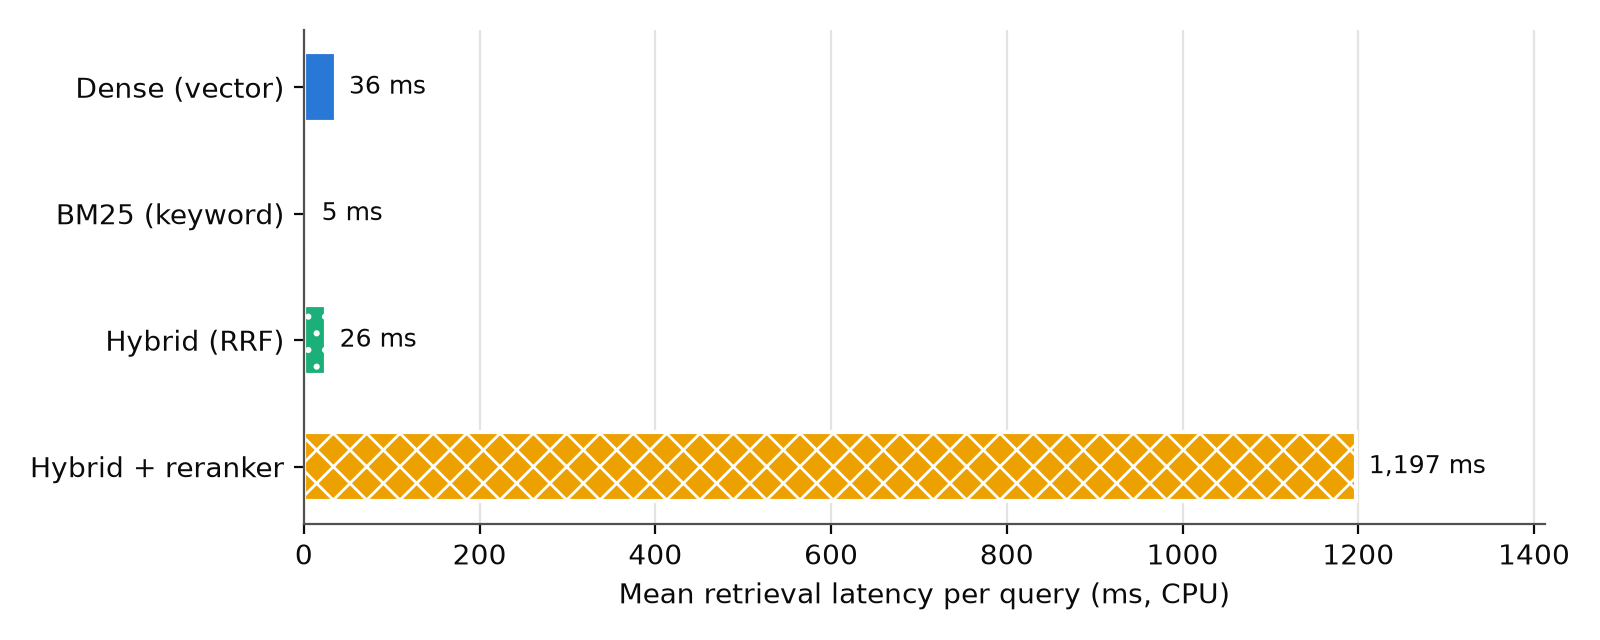 Dense (vector) 36 ms
BM25 (keyword) 5 ms
Hybrid (RRF) 26 ms
Hybrid + reranker 1,197 ms
0 200 400 600 800 1000 1200 1400
Mean retrieval latency per query (ms, CPU)